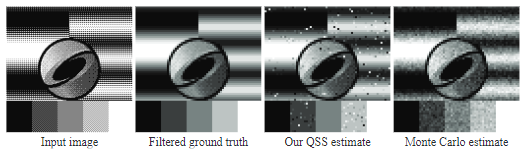 Input image
Filtered ground truth
Our QSS estimate
Monte Carlo estimate